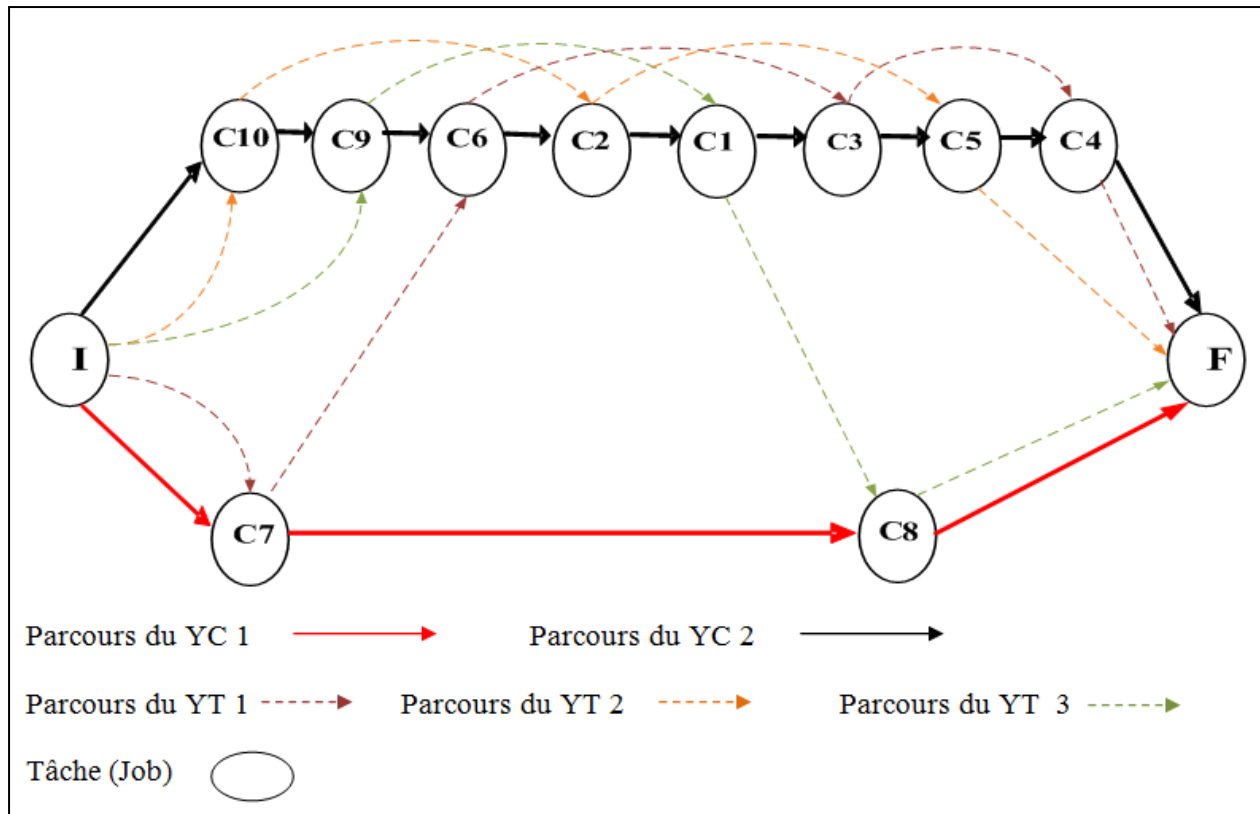 C10 C9 C6 C2 C1 C3 C5 C4
I F
C7 C8
Parcours du YC 1 Parcours du YC 2
Parcours du YT 1 Parcours du YT 2 Parcours du YT 3
Tâche (Job)